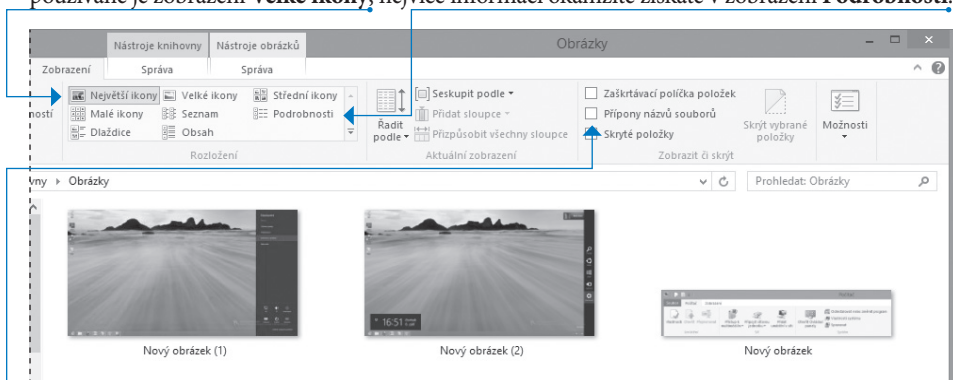 používané je zobrazení Velké ikony, nejvíce informací okamžitě získáte v zobrazení Podrobnosti.
Nástroje knihovny Nástroje obrázků Obrázky
Zobrazení Správa Správa
Největší ikony Velké ikony Střední ikony
ností Malé ikony Seznam Podrobnosti
Dlaždice Obsah
Rozložení
Řadit podle
Seskupit podle
Přidat sloupce
Přizpůsobit všechny sloupce
Aktuální zobrazení
Zaškrtávací políčka položek
Přípony názvů souborů
Skryté položky
Skrýt vybrané
položky
Zobrazit či skrýt
Možnosti
vny Obrázky Prohledat: Obrázky
16:51
Nový obrázek (1) Nový obrázek (2) Nový obrázek